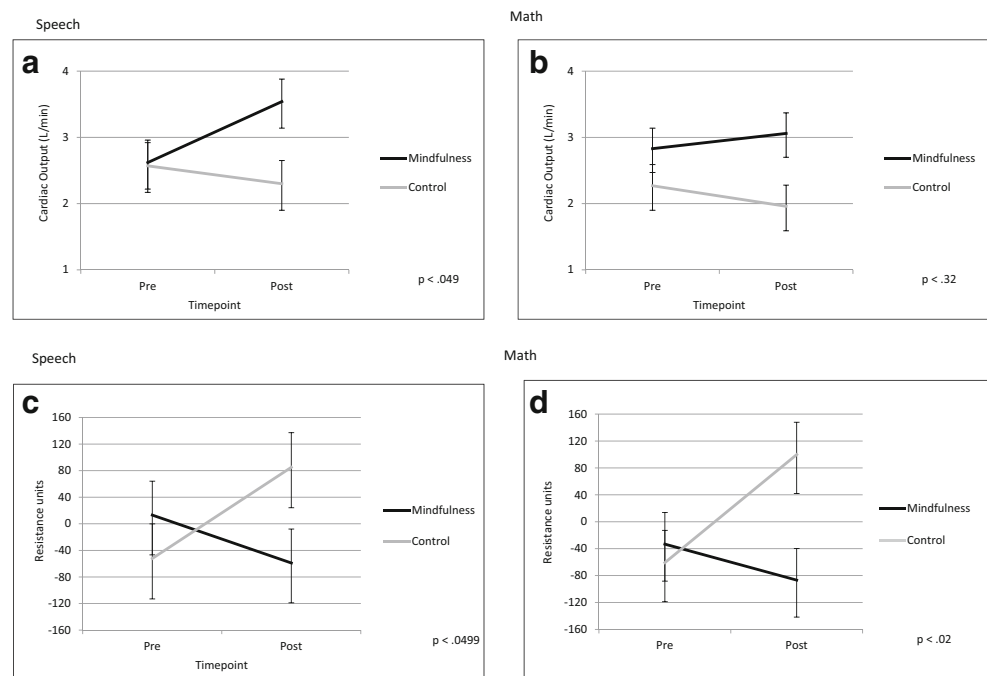 Speech
a
4
3
2
1
Cardiac Output (L/min)
Pre
Post
Timepoint
Mindfulness
Control
p < .049
Math
b
4
3
2
1
Cardiac Output (L/min)
Pre
Post
Timepoint
Mindfulness
Control
p < .32
Speech
c
160
120
80
40
0
-40
-80
-120
-160
Resistance units
Pre
Post
Timepoint
Mindfulness
Control
p < .0499
Math
d
160
120
80
40
0
-40
-80
-120
-160
Resistance units
Pre
Post
Mindfulness
Control
p < .02